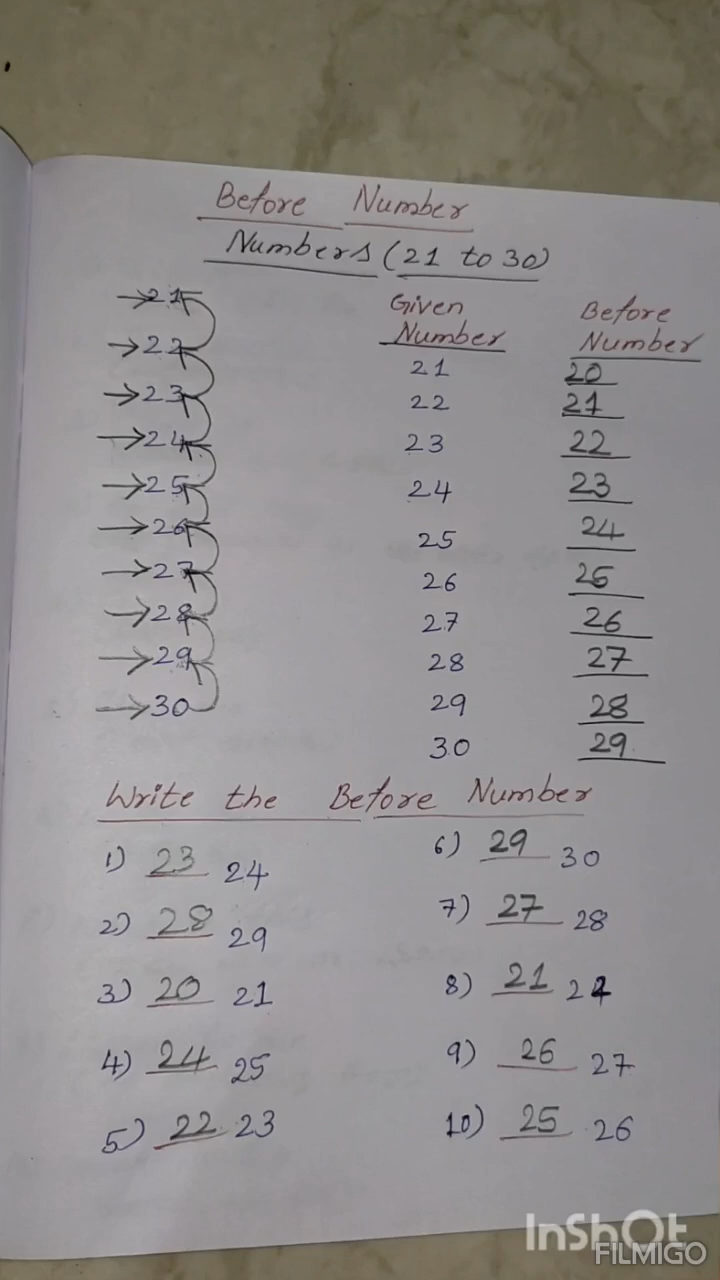 Before Number
Numbers (21 to 30)
→21
→22
→23
→24
→25
→26
→27
→28
→29
→30
Given Number Before Number
21 20
22 21
23 22
24 23
25 24
26 25
27 26
28 27
29 28
30 29
Write the Before Number
1) 23 24
2) 28 29
3) 20 21
4) 24 25
5) 22 23
6) 29 30
7) 27 28
8) 21 22
9) 26 27
10) 25 26
InShOt
FILMIGO